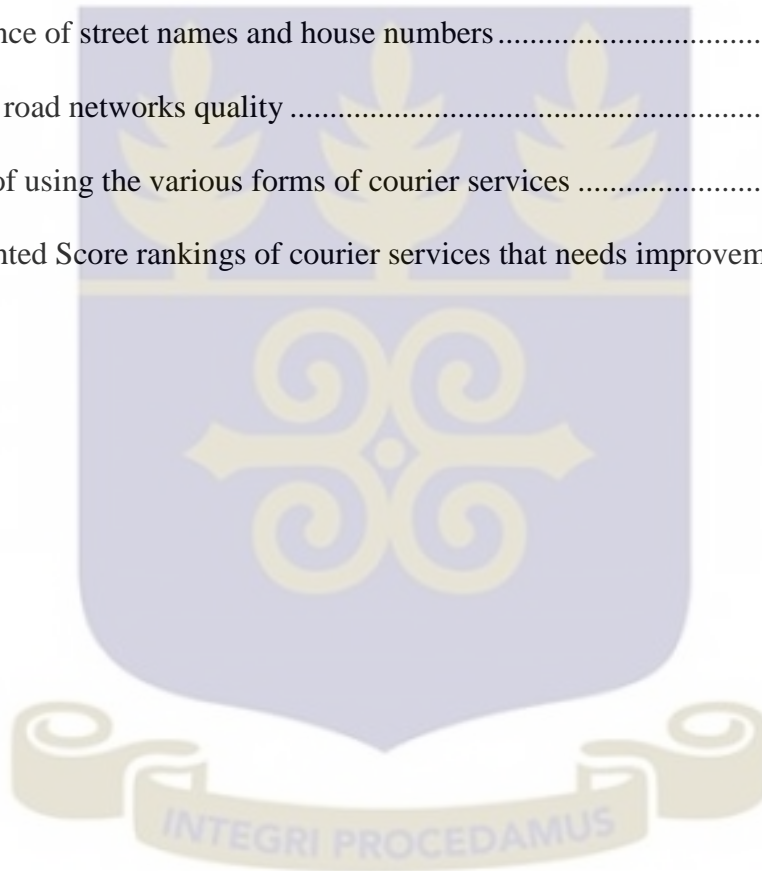 nce of street names and house numbers....................................
road networks quality .................................................................
of using the various forms of courier services ........................
nted Score rankings of courier services that needs improvem
INTEGRI PROCEDAMUS